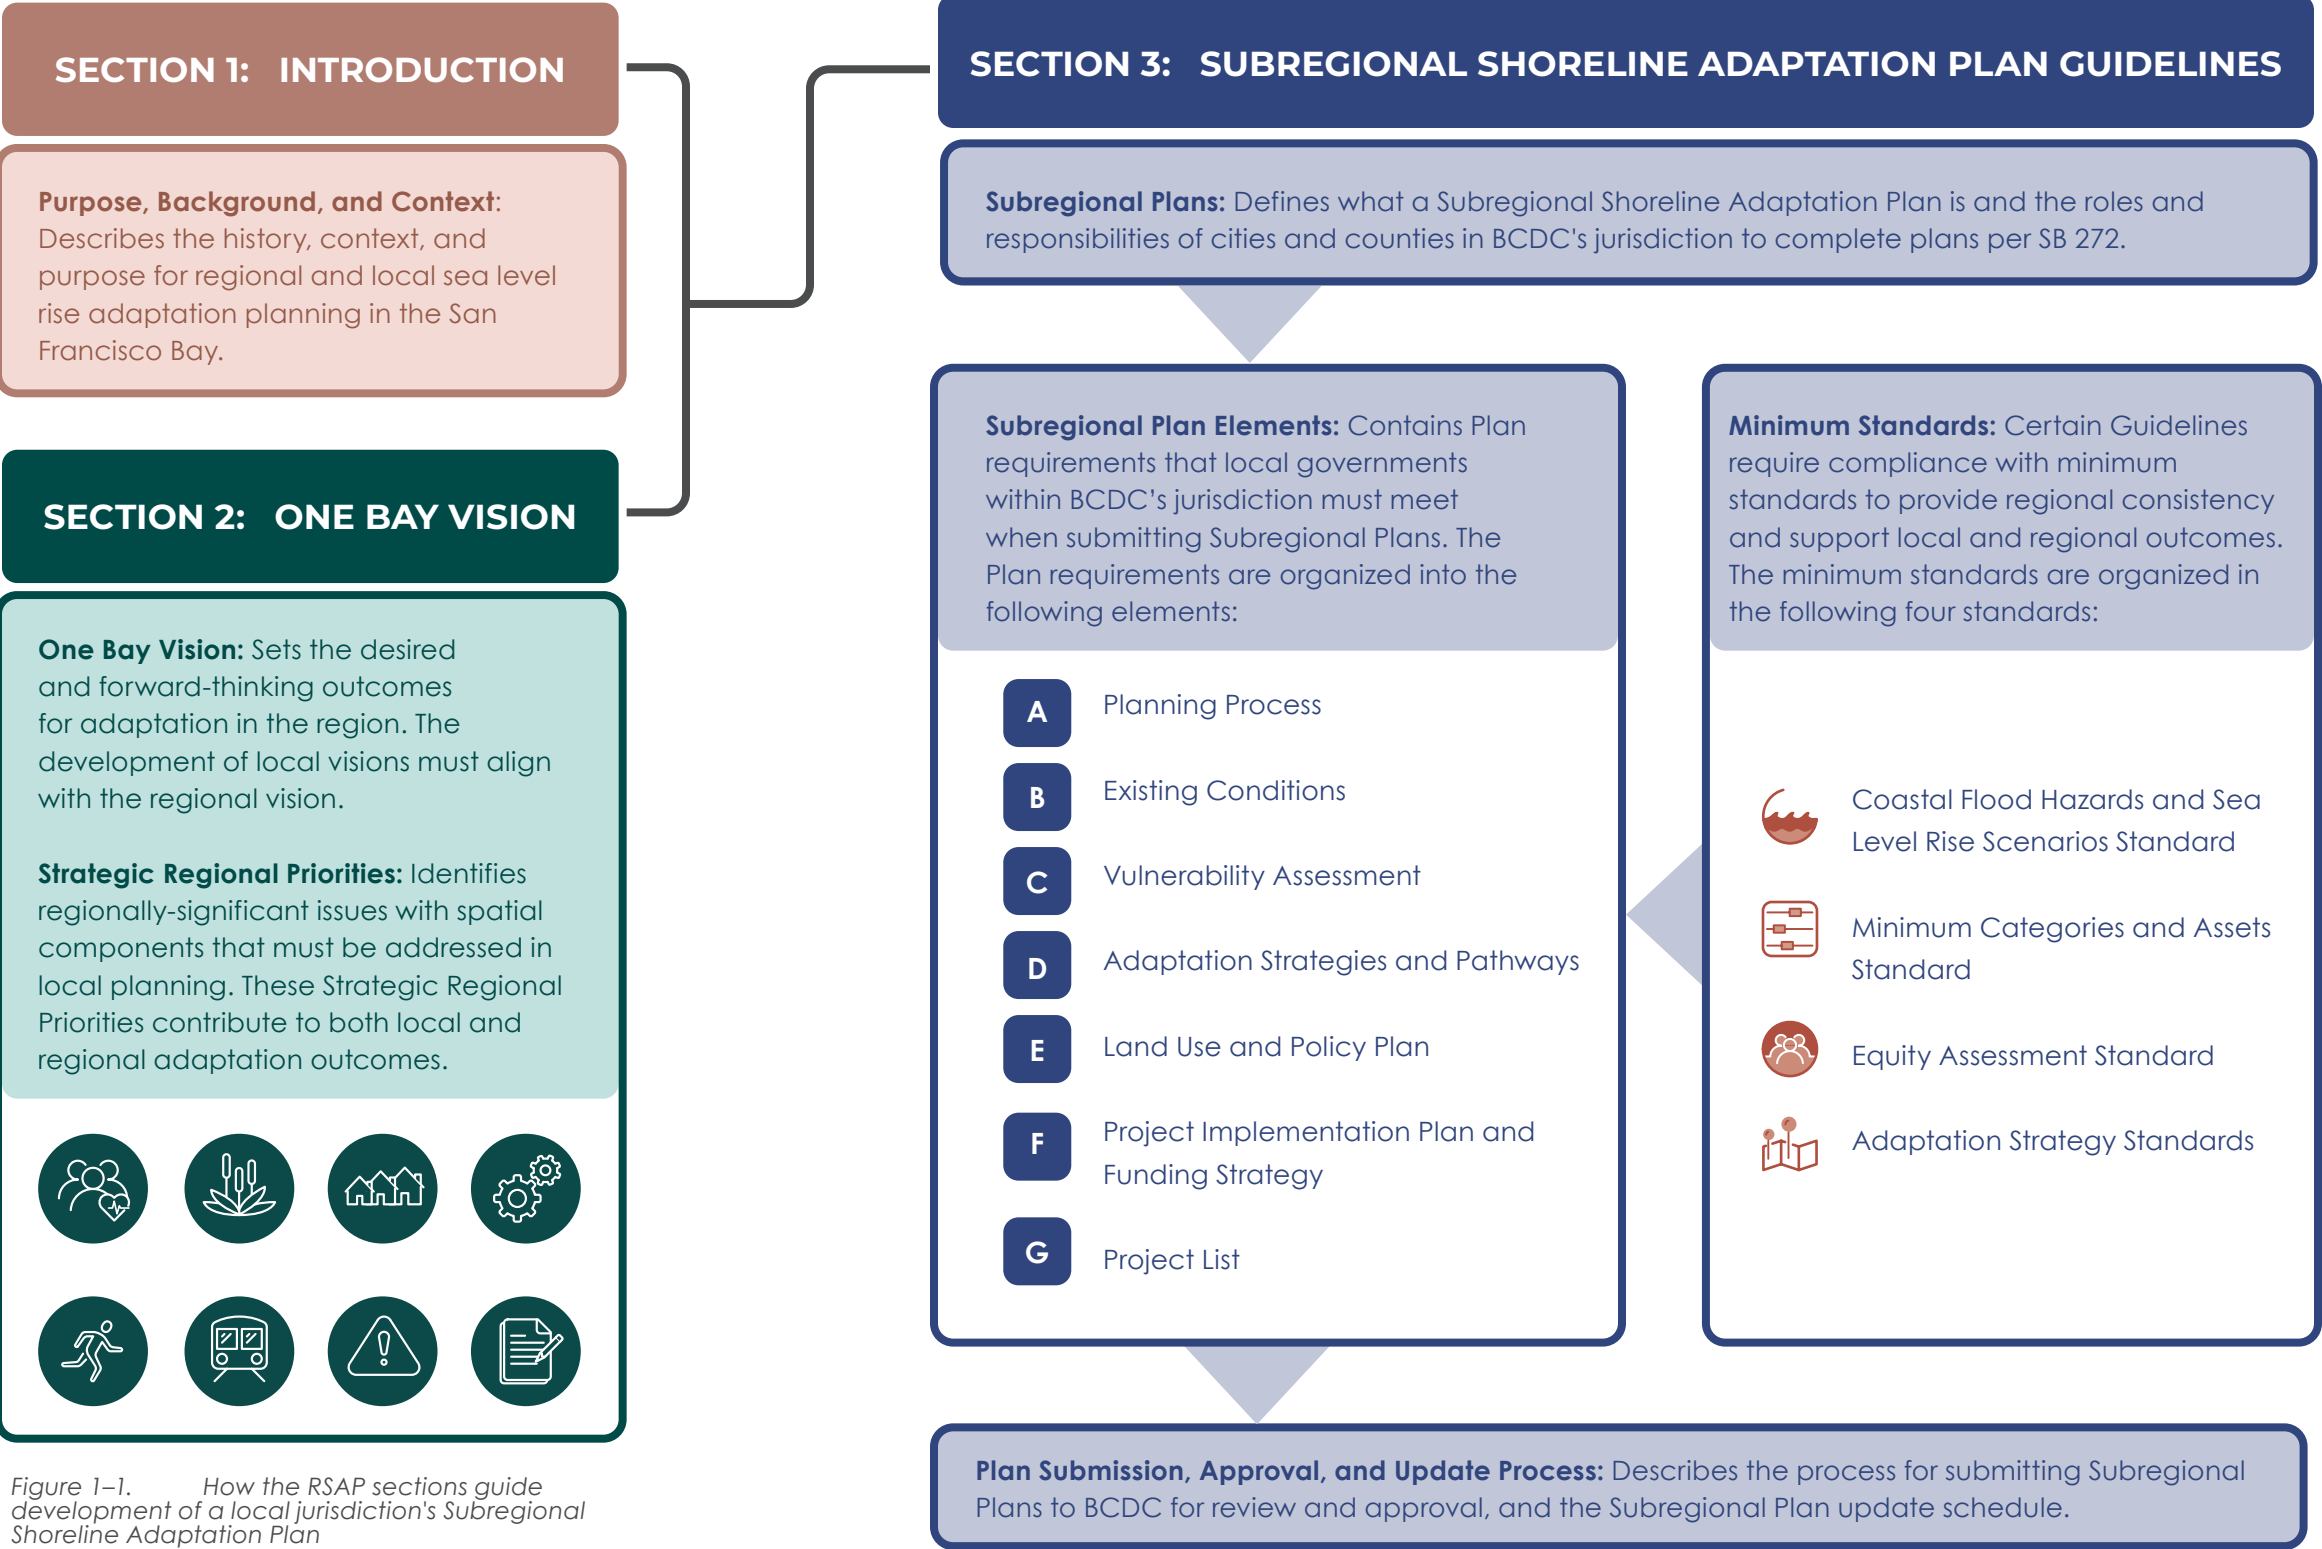 SECTION 1: INTRODUCTION
Purpose, Background, and Context:
Describes the history, context, and
purpose for regional and local sea level
rise adaptation planning in the San
Francisco Bay.
SECTION 2: ONE BAY VISION
One Bay Vision: Sets the desired
and forward-thinking outcomes
for adaptation in the region. The
development of local visions must align
with the regional vision.
Strategic Regional Priorities: Identifies
regionally-significant issues with spatial
components that must be addressed in
local planning. These Strategic Regional
Priorities contribute to both local and
regional adaptation outcomes.
Figure 1–1. How the RSAP sections guide
development of a local jurisdiction's Subregional
Shoreline Adaptation Plan
SECTION 3: SUBREGIONAL SHORELINE ADAPTATION PLAN GUIDELINES
Subregional Plans: Defines what a Subregional Shoreline Adaptation Plan is and the roles and
responsibilities of cities and counties in BCDC's jurisdiction to complete plans per SB 272.
Subregional Plan Elements: Contains Plan
requirements that local governments
within BCDC’s jurisdiction must meet
when submitting Subregional Plans. The
Plan requirements are organized into the
following elements:
A Planning Process
B Existing Conditions
C Vulnerability Assessment
D Adaptation Strategies and Pathways
E Land Use and Policy Plan
F Project Implementation Plan and
Funding Strategy
G Project List
Minimum Standards: Certain Guidelines
require compliance with minimum
standards to provide regional consistency
and support local and regional outcomes.
The minimum standards are organized in
the following four standards:
Coastal Flood Hazards and Sea
Level Rise Scenarios Standard
Minimum Categories and Assets
Standard
Equity Assessment Standard
Adaptation Strategy Standards
Plan Submission, Approval, and Update Process: Describes the process for submitting Subregional
Plans to BCDC for review and approval, and the Subregional Plan update schedule.